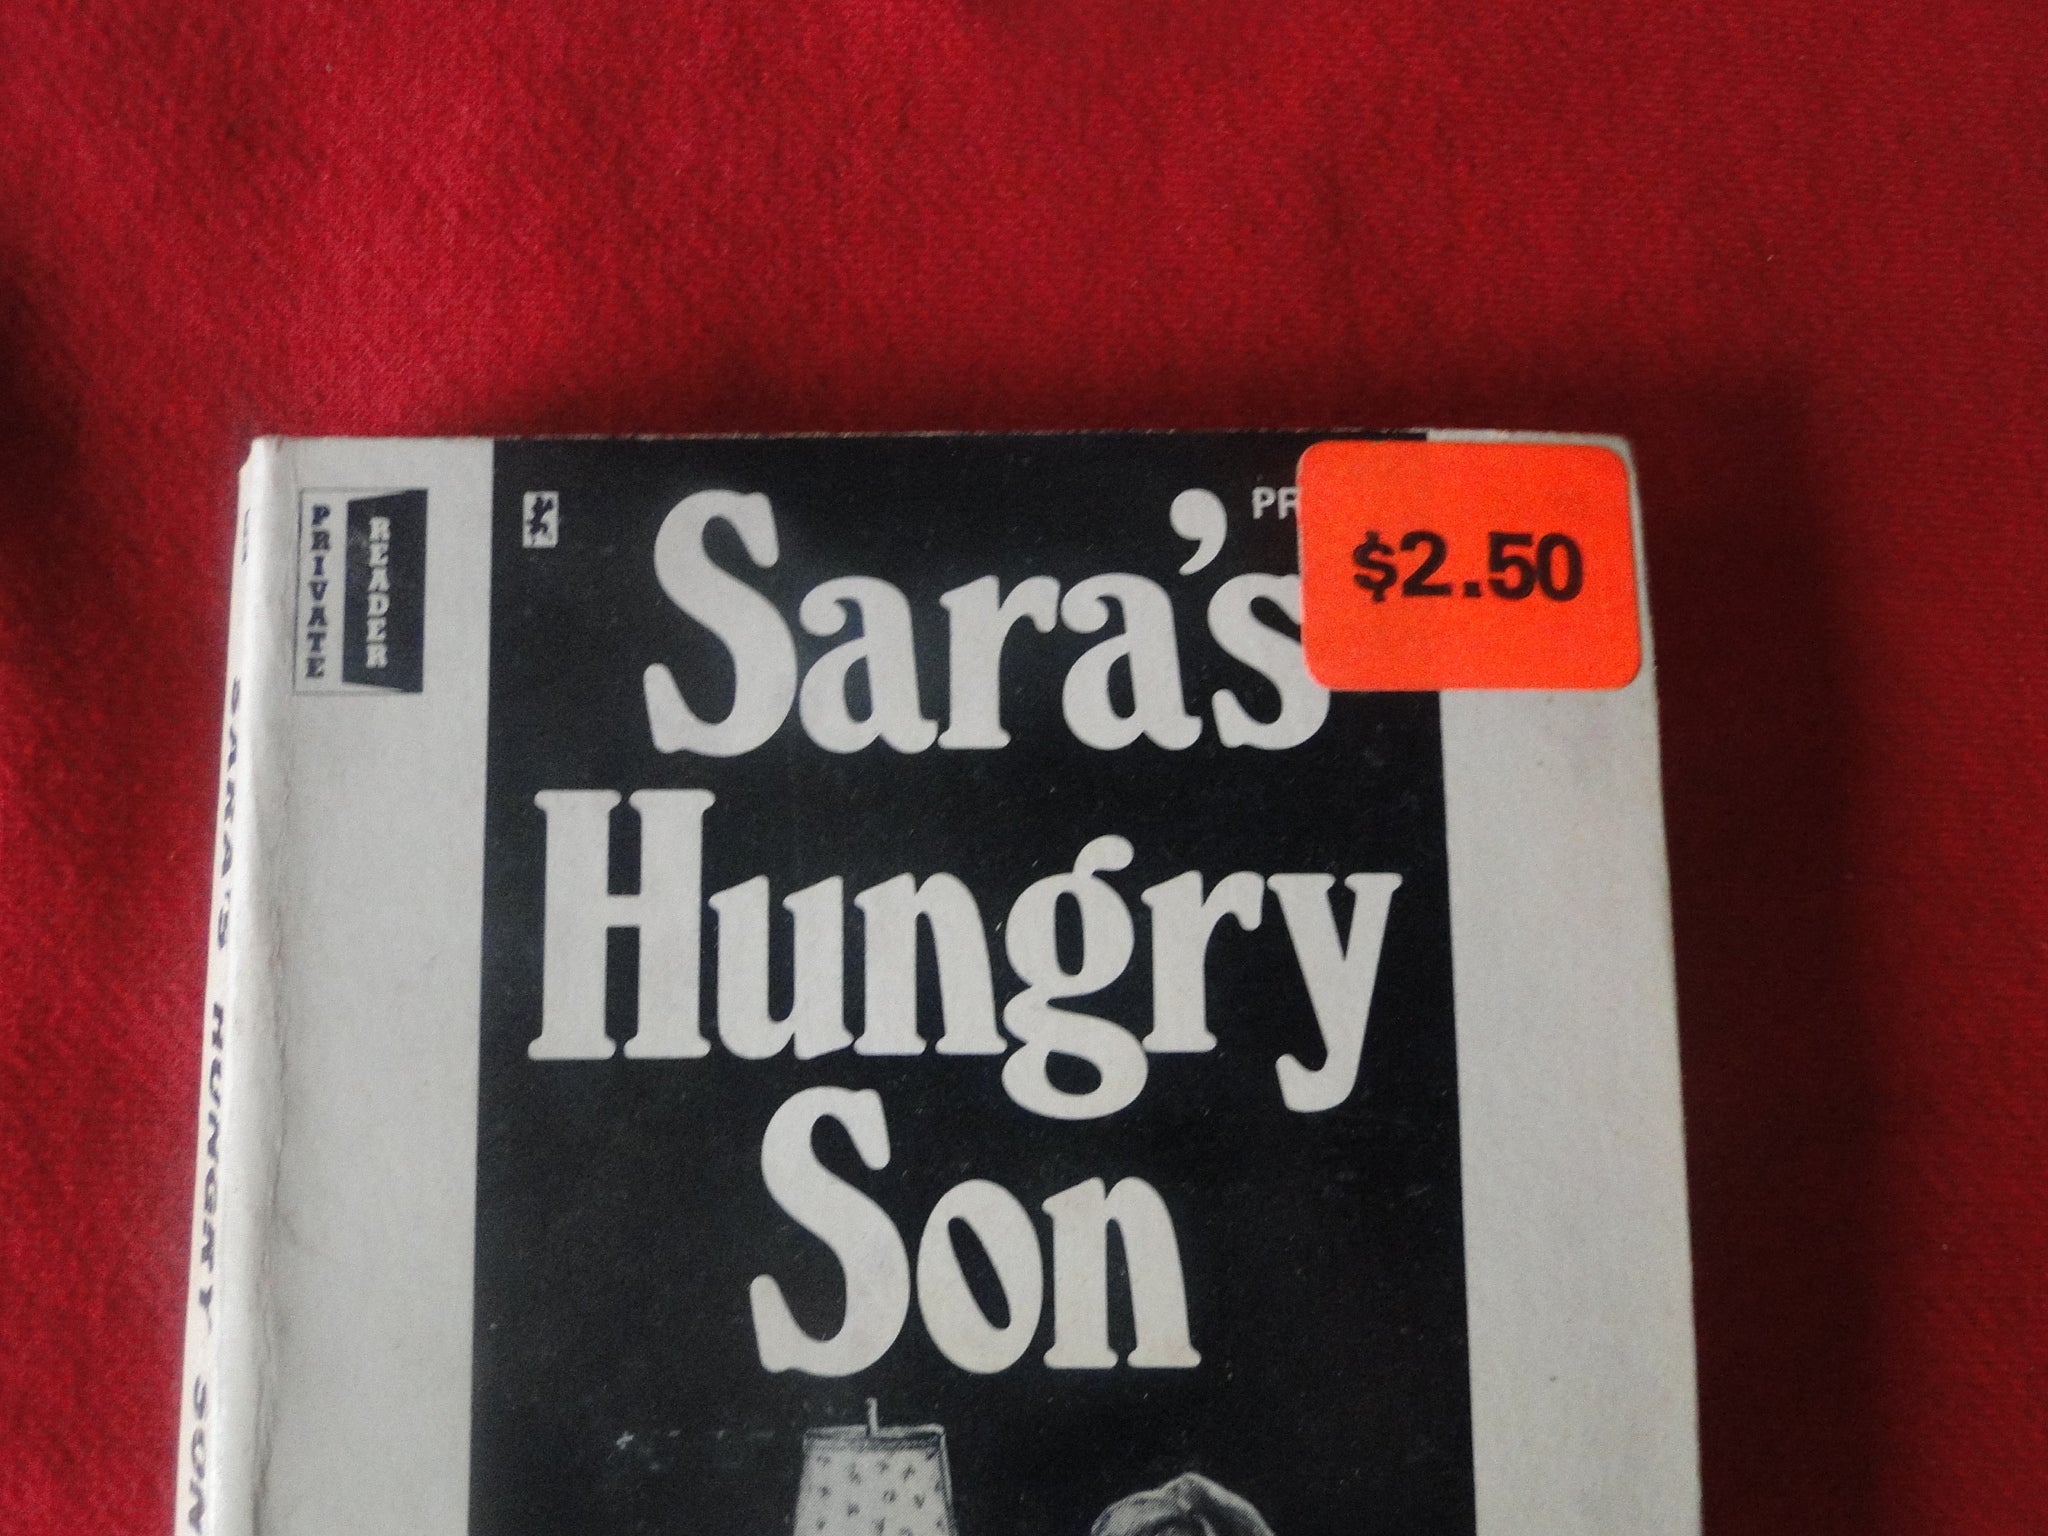 PRIVATE
READER
Sara's
Hungry
Son
$2.50
SARA'S HUNGRY SON